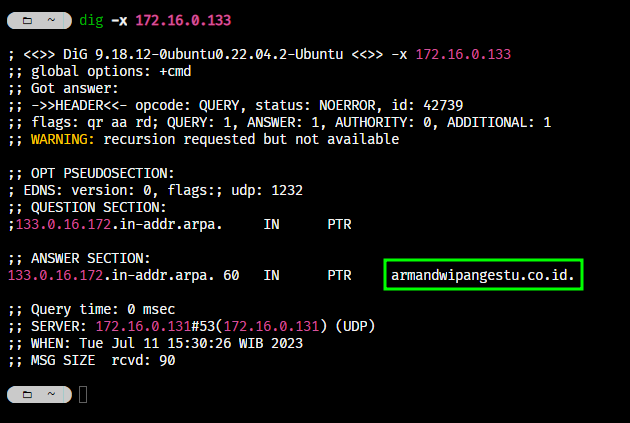 ~ dig -x 172.16.0.133
; <<>> DiG 9.18.12-0ubuntu0.22.04.2-Ubuntu <<>> -x 172.16.0.133
;; global options: +cmd
;; Got answer:
;; ->>HEADER<<- opcode: QUERY, status: NOERROR, id: 42739
;; flags: qr aa rd; QUERY: 1, ANSWER: 1, AUTHORITY: 0, ADDITIONAL: 1
;; WARNING: recursion requested but not available
;; OPT PSEUDOSECTION:
; EDNS: version: 0, flags:; udp: 1232
;; QUESTION SECTION:
;133.0.16.172.in-addr.arpa. IN PTR
;; ANSWER SECTION:
133.0.16.172.in-addr.arpa. 60 IN PTR armandwipangestu.co.id.
;; Query time: 0 msec
;; SERVER: 172.16.0.131#53(172.16.0.131) (UDP)
;; WHEN: Tue Jul 11 15:30:26 WIB 2023
;; MSG SIZE rcvd: 90
~